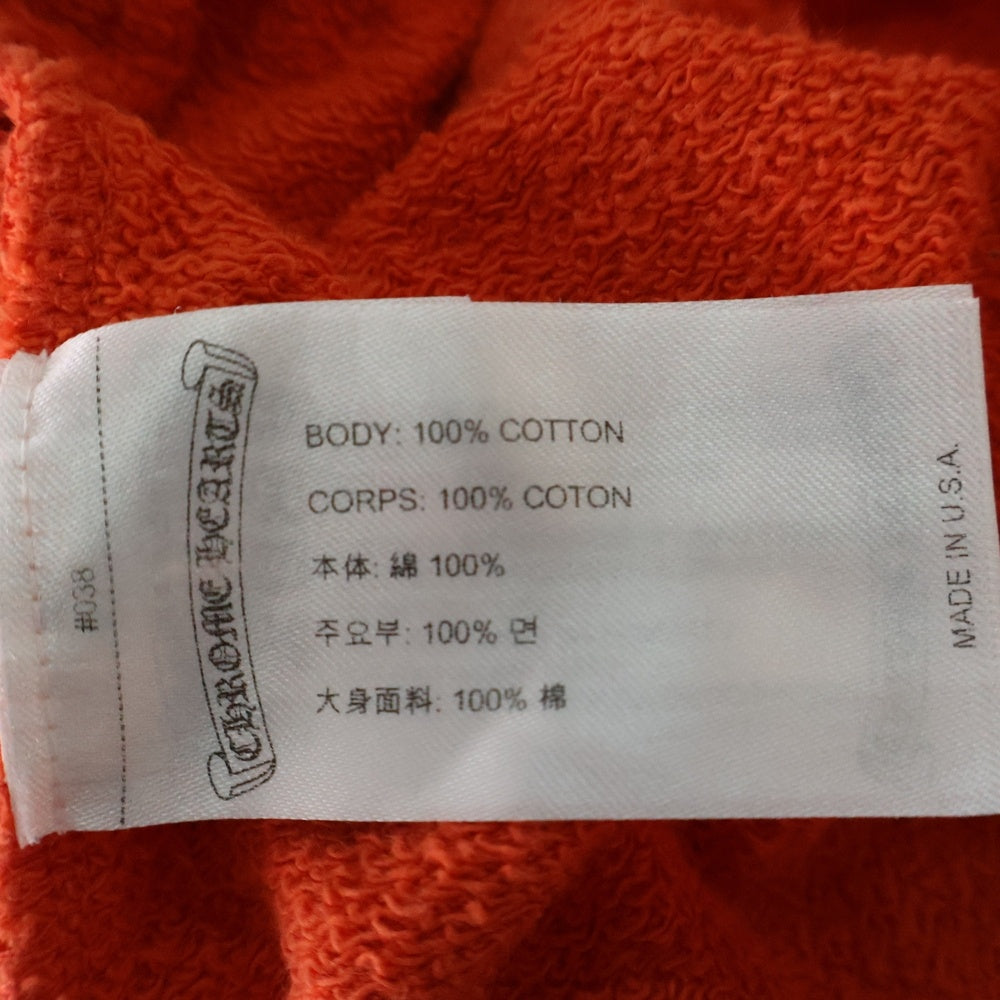 #038
CHROME HEARTS
BODY: 100% COTTON
CORPS: 100% COTON
本体: 綿 100%
주요부: 100% 면
大身面料: 100% 棉
MADE IN U.S.A.